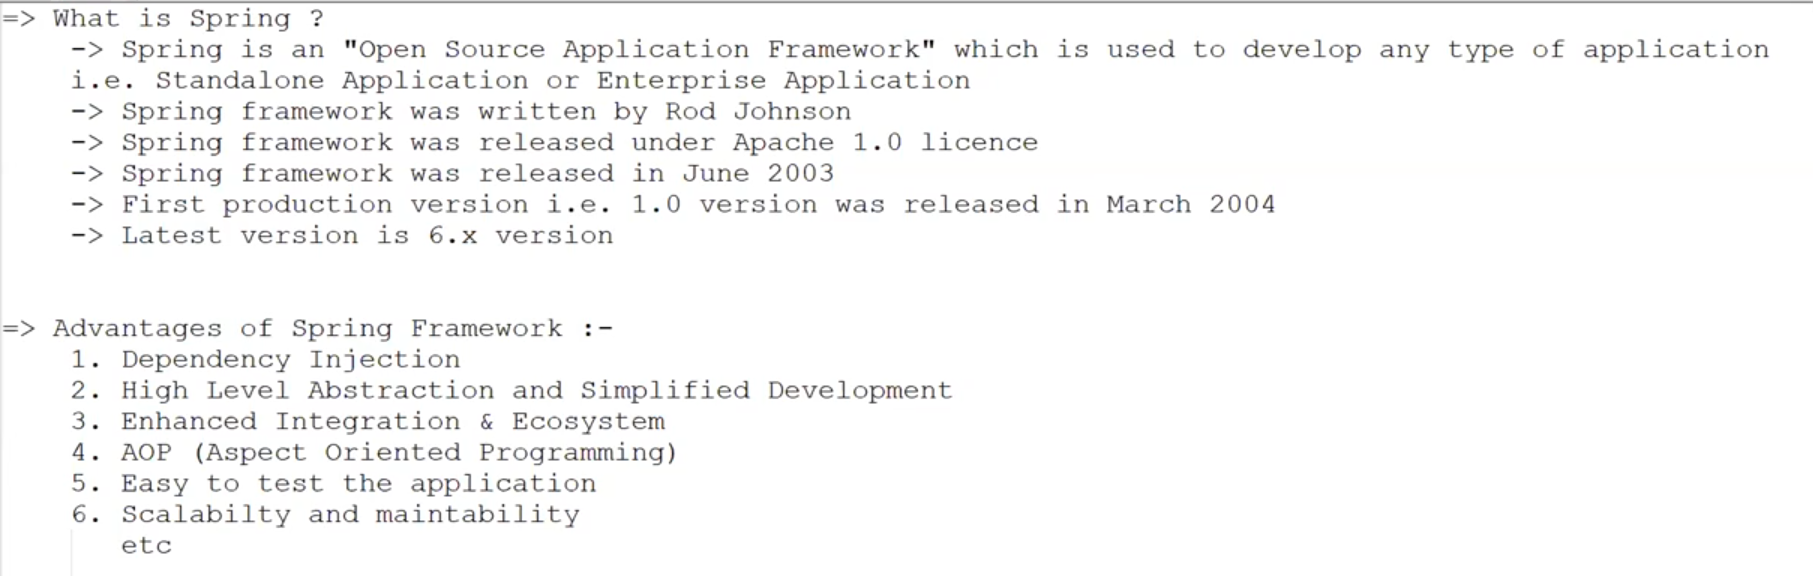 => What is Spring ?
-> Spring is an "Open Source Application Framework" which is used to develop any type of application
i.e. Standalone Application or Enterprise Application
-> Spring framework was written by Rod Johnson
-> Spring framework was released under Apache 1.0 licence
-> Spring framework was released in June 2003
-> First production version i.e. 1.0 version was released in March 2004
-> Latest version is 6.x version
=> Advantages of Spring Framework :-
1. Dependency Injection
2. High Level Abstraction and Simplified Development
3. Enhanced Integration & Ecosystem
4. AOP (Aspect Oriented Programming)
5. Easy to test the application
6. Scalabilty and maintability
etc